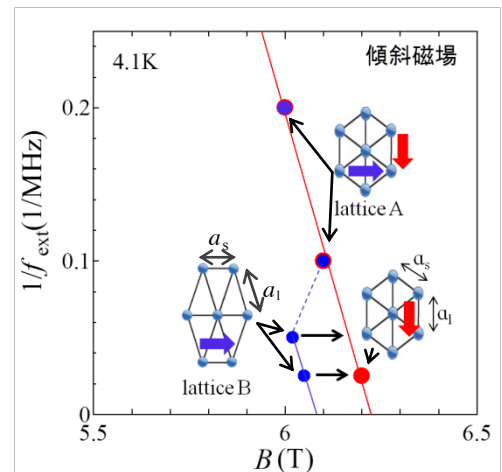 4.1K
傾斜磁場
0.2
lattice A
1/f_ext(1/MHz)
0.1
a_s
a_l
a_s
a_l
lattice B
0
5.5
6
6.5
B(T)